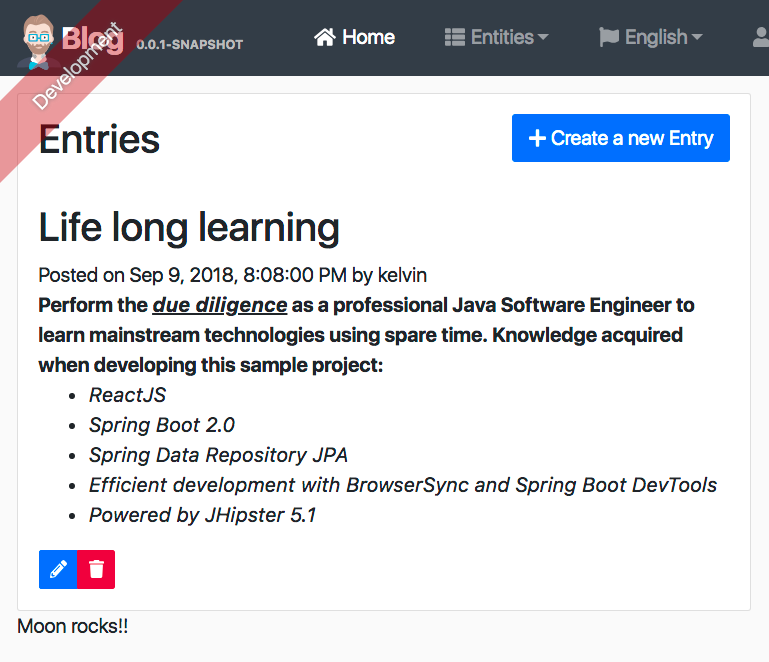 Blog 0.0.1-SNAPSHOT Home Entities English
Development
Entries
Create a new Entry
Life long learning
Posted on Sep 9, 2018, 8:08:00 PM by kelvin
Perform the due diligence as a professional Java Software Engineer to
learn mainstream technologies using spare time. Knowledge acquired
when developing this sample project:
• ReactJS
• Spring Boot 2.0
• Spring Data Repository JPA
• Efficient development with BrowserSync and Spring Boot DevTools
• Powered by JHipster 5.1
Moon rocks!!